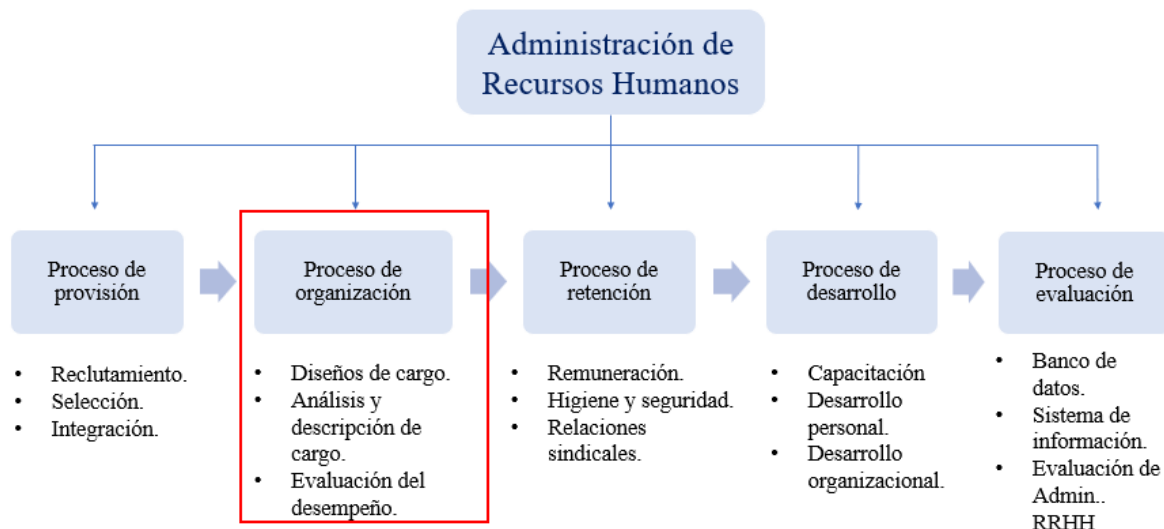 Administración de
Recursos Humanos
Proceso de
provisión
Proceso de
organización
Proceso de
retención
Proceso de
desarrollo
Proceso de
evaluación
• Reclutamiento.
• Selección.
• Integración.
• Diseños de cargo.
• Análisis y
descripción de
cargo.
• Evaluación del
desempeño.
• Remuneración.
• Higiene y seguridad.
• Relaciones
sindicales.
• Capacitación
• Desarrollo
personal.
• Desarrollo
organizacional.
• Banco de
datos.
• Sistema de
información.
• Evaluación de
Admin..
RRHH